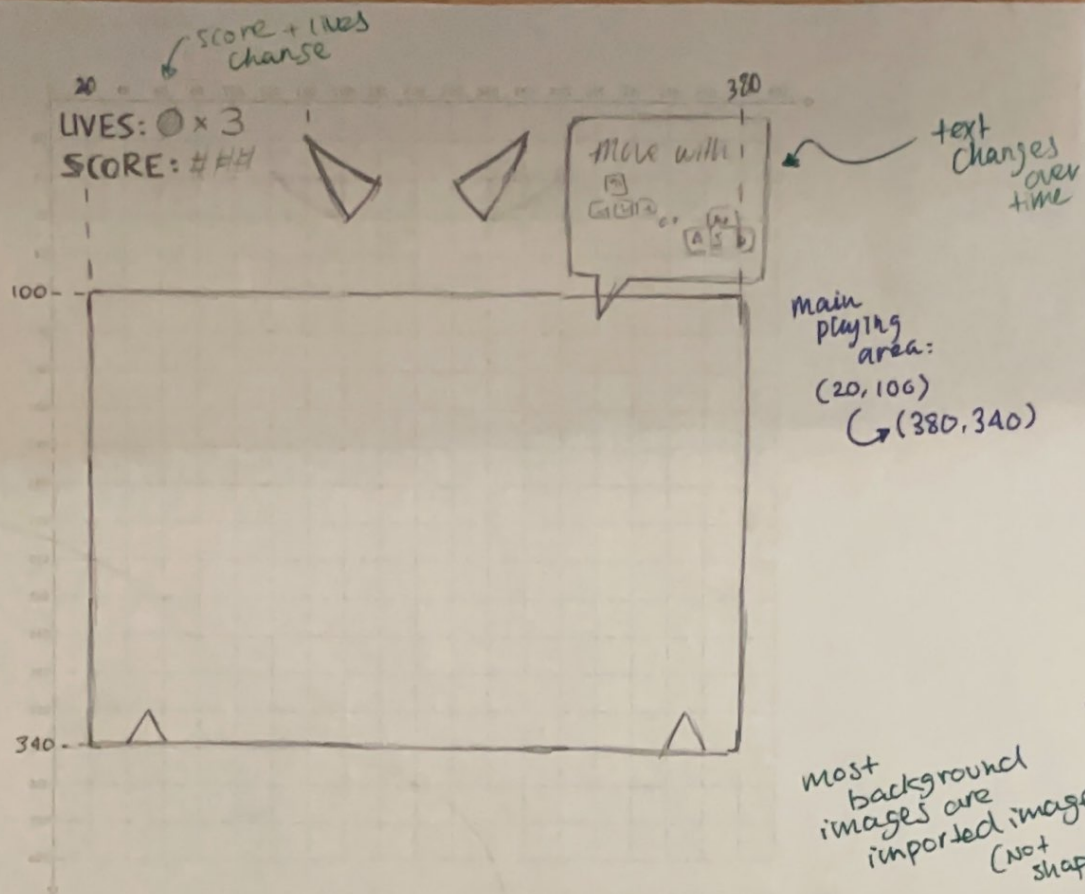 score + lives
change
20
380
LIVES: × 3
SCORE: ###
Move with
A S D
text
changes
over
time
100
main
playing
area:
(20,100)
(380,340)
340
most
background
images are
imported image
(Not
shap